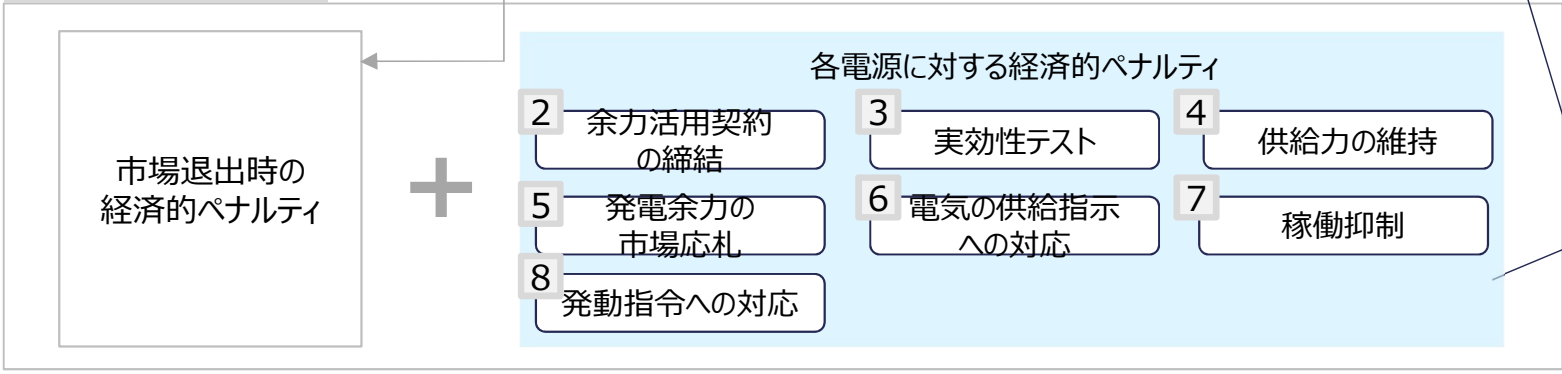 市場退出時の
経済的ペナルティ
+
各電源に対する経済的ペナルティ
2
余力活用契約
の締結
3
実効性テスト
4
供給力の維持
5
発電余力の
市場応札
6
電気の供給指示
への対応
7
稼働抑制
8
発動指令への対応